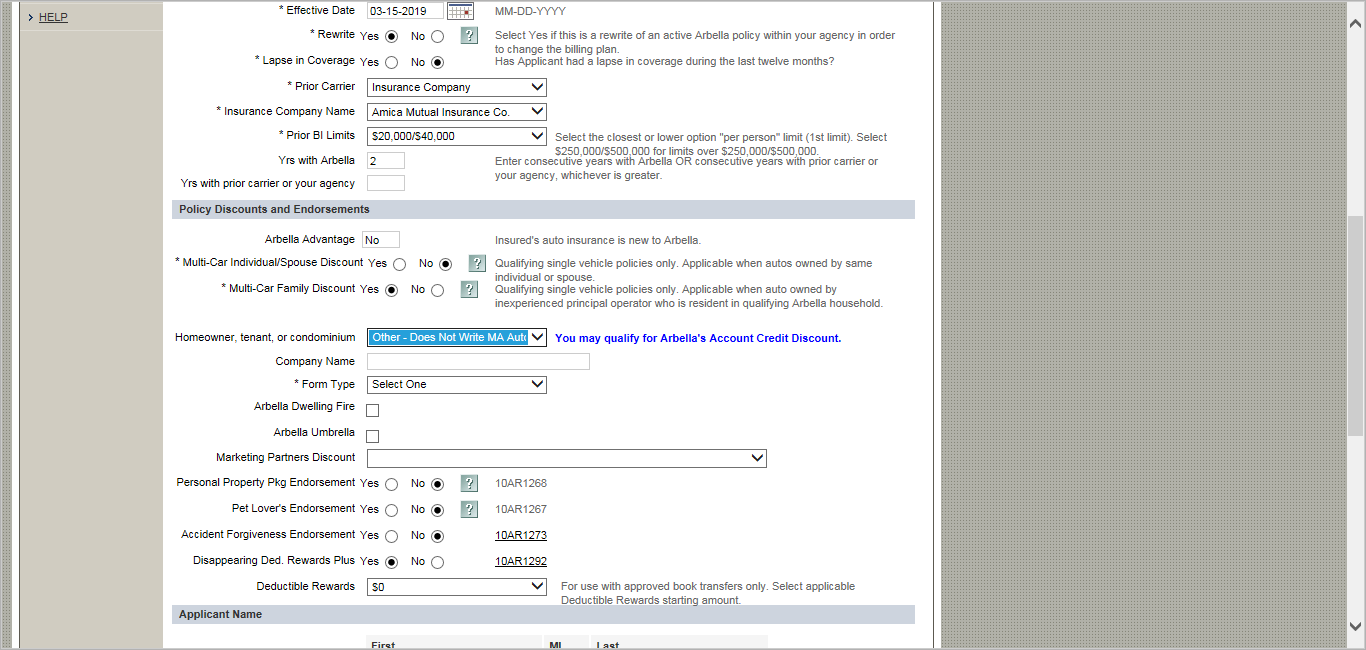 HELP
* Effective Date 03-15-2019 MM-DD-YYYY
* Rewrite Yes No ? Select Yes if this is a rewrite of an active Arbella policy within your agency in order
to change the billing plan.
* Lapse in Coverage Yes No Has Applicant had a lapse in coverage during the last twelve months?
* Prior Carrier Insurance Company
* Insurance Company Name Amica Mutual Insurance Co.
* Prior BI Limits $20,000/$40,000 Select the closest or lower option "per person" limit (1st limit). Select
$250,000/$500,000 for limits over $250,000/$500,000.
Yrs with Arbella 2 Enter consecutive years with Arbella OR consecutive years with prior carrier or
your agency, whichever is greater.
Yrs with prior carrier or your agency
Policy Discounts and Endorsements
Arbella Advantage No Insured's auto insurance is new to Arbella.
* Multi-Car Individual/Spouse Discount Yes No ? Qualifying single vehicle policies only. Applicable when autos owned by same
individual or spouse.
* Multi-Car Family Discount Yes No ? Qualifying single vehicle policies only. Applicable when auto owned by
inexperienced principal operator who is resident in qualifying Arbella household.
Homeowner, tenant, or condominium Other - Does Not Write MA Auto You may qualify for Arbella's Account Credit Discount.
Company Name
* Form Type Select One
Arbella Dwelling Fire
Arbella Umbrella
Marketing Partners Discount
Personal Property Pkg Endorsement Yes No ? 10AR1268
Pet Lover's Endorsement Yes No ? 10AR1267
Accident Forgiveness Endorsement Yes No 10AR1273
Disappearing Ded. Rewards Plus Yes No 10AR1292
Deductible Rewards $0 For use with approved book transfers only. Select applicable
Deductible Rewards starting amount.
Applicant Name
First MI Last